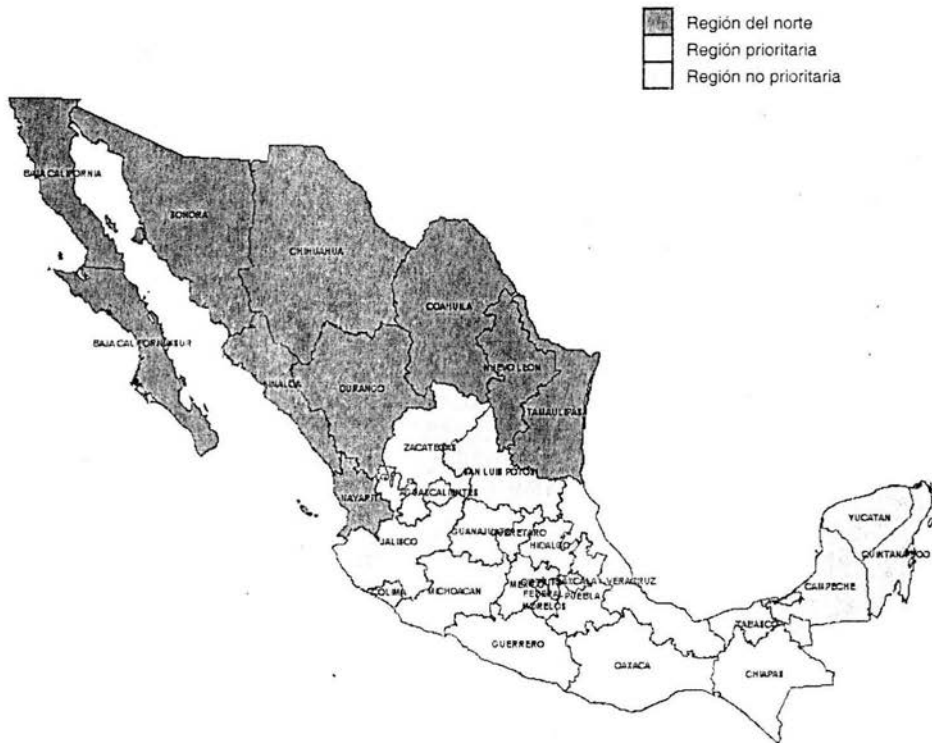 Región del norte
Región prioritaria
Región no prioritaria
BAJA CALIFORNIA
SONORA
CHIHUAHUA
COAHUILA
BAJA CALIFORNIA SUR
SINALOA
DURANGO
NUEVO LEON
TAMAULIPAS
ZACATECAS
SAN LUIS POTOSI
NAYARIT
AGUASCALIENTES
YUCATAN
JALISCO
GUANAJUATO
QUERETARO
HIDALGO
QUINTANA ROO
COLIMA
MICHOACAN
MEXICO
FEDERAL
TLAXCALA
VERACRUZ
CAMPECHE
MORELOS
PUEBLA
TABASCO
GUERRERO
OAXACA
CHIAPAS